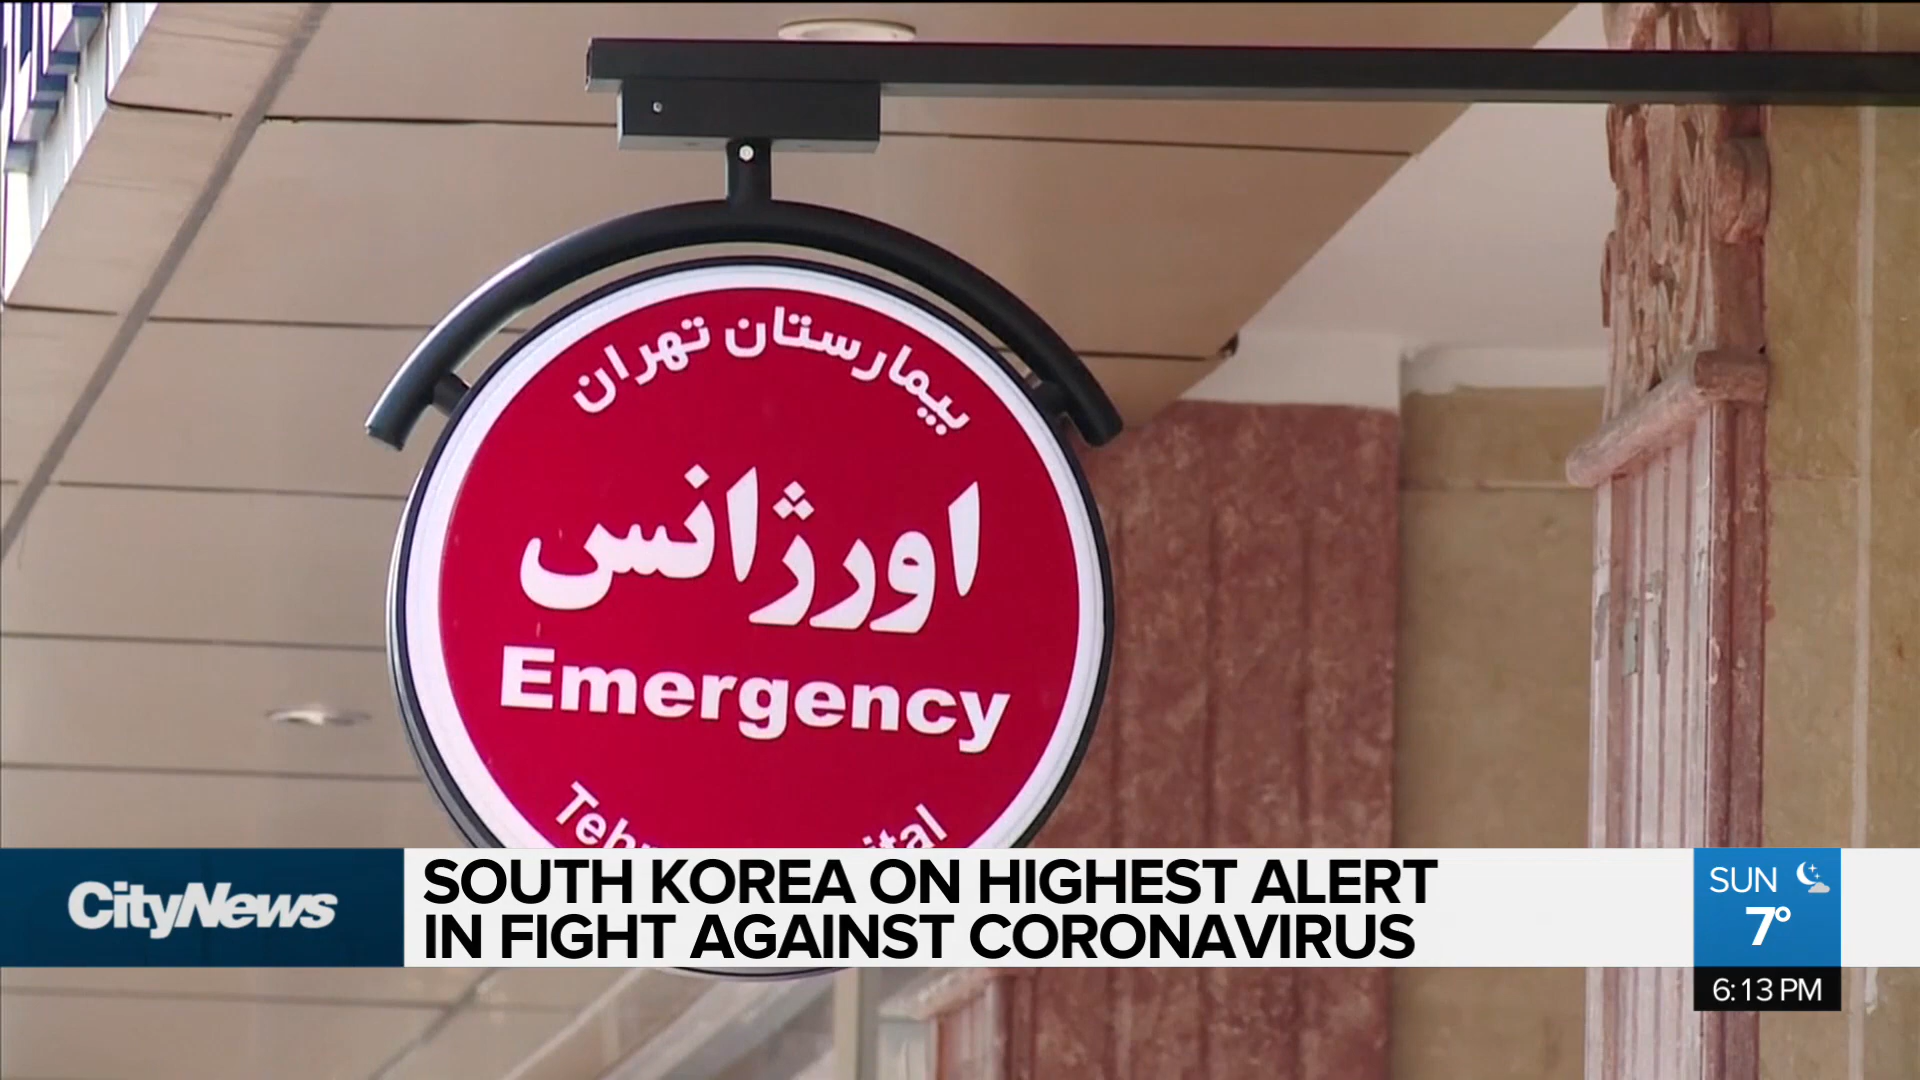 بیمارستان تهران
اورژانس
Emergency
CityNews
SOUTH KOREA ON HIGHEST ALERT
IN FIGHT AGAINST CORONAVIRUS
SUN
7°
6:13 PM